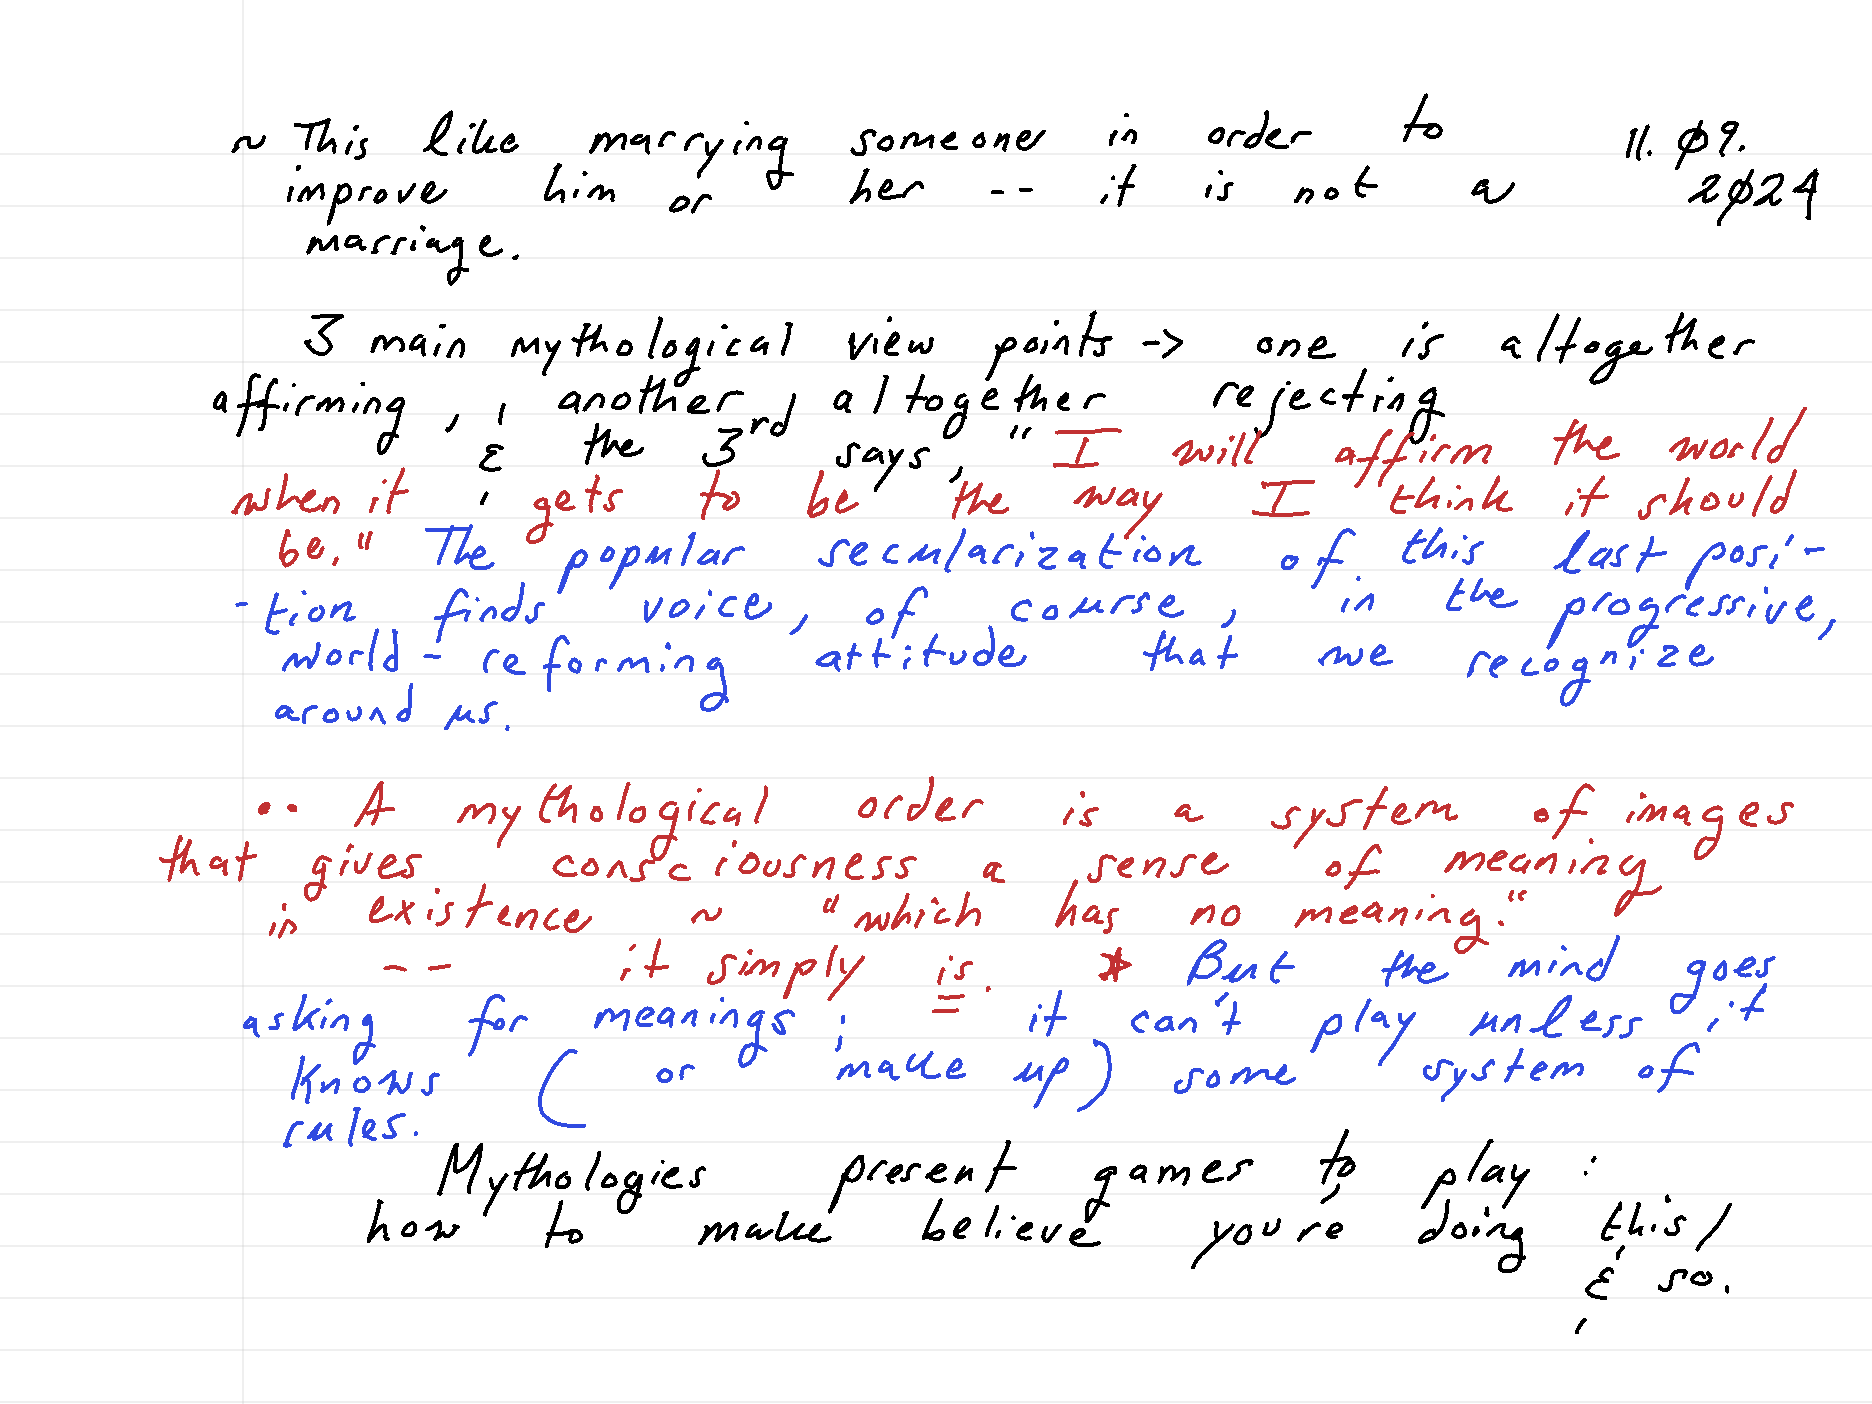 ~ This like marrying someone in order to 11. Ø9.
improve him or her -- it is not a 2Ø24
marriage.
3 main mythological view points -> one is altogether
affirming, another altogether rejecting
& the 3rd says, "I will affirm the world
when it gets to be the way I think it should
be." The popular secularization of this last posi-
-tion finds voice, of course, in the progressive,
world-reforming attitude that we recognize
around us.
•• A mythological order is a system of images
that gives consciousness a sense of meaning
in existence ~ "which has no meaning."
-- it simply is. * But the mind goes
asking for meanings; it can't play unless it
knows (or make up) some system of
rules.
Mythologies present games to play:
how to make believe you're doing this/
& so.